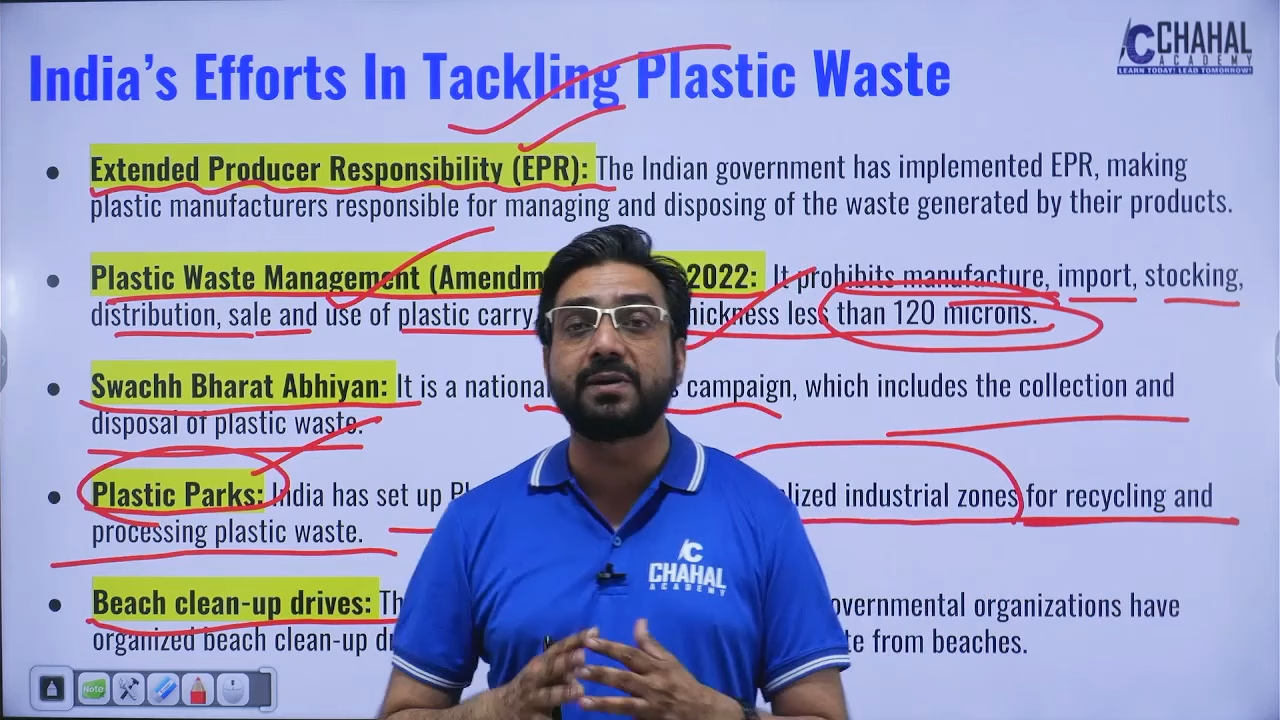 India's Efforts In Tackling Plastic Waste
CHAHAL
ACADEMY
LEARN TODAY! LEAD TOMORROW!
Extended Producer Responsibility (EPR): The Indian government has implemented EPR, making
plastic manufacturers responsible for managing and disposing of the waste generated by their products.
Plastic Waste Management (Amendm 2022: It prohibits manufacture, import, stocking,
distribution, sale and use of plastic carry hickness less than 120 microns.
Swachh Bharat Abhiyan: It is a national campaign, which includes the collection and
disposal of plastic waste.
Plastic Parks: India has set up Pl lized industrial zones for recycling and
processing plastic waste.
Beach clean-up drives: Th overnmental organizations have
organized beach clean-up dr te from beaches.
CHAHAL
ACADEMY
Note